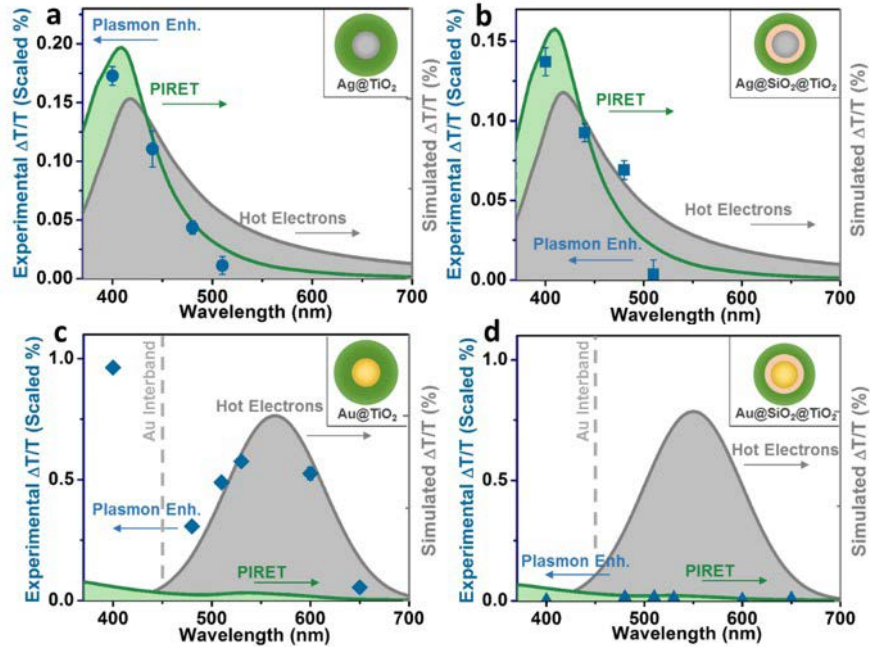 a
Plasmon Enh.
Ag@TiO2
PIRET
Hot Electrons
0.20
0.15
0.10
0.05
0.00
Experimental ΔT/T (Scaled %)
Simulated ΔT/T (%)
400
500
600
700
Wavelength (nm)
b
Ag@SiO2@TiO2
PIRET
Hot Electrons
Plasmon Enh.
0.15
0.10
0.05
0.00
Experimental ΔT/T (Scaled %)
Simulated ΔT/T (%)
400
500
600
700
Wavelength (nm)
c
Au Interband
Au@TiO2
Hot Electrons
Plasmon Enh.
PIRET
1.0
0.5
0.0
Experimental ΔT/T (Scaled %)
Simulated ΔT/T (%)
400
500
600
700
Wavelength (nm)
d
Au Interband
Au@SiO2@TiO2
Hot Electrons
Plasmon Enh.
PIRET
1.0
0.5
0.0
Experimental ΔT/T (Scaled %)
Simulated ΔT/T (%)
400
500
600
700
Wavelength (nm)